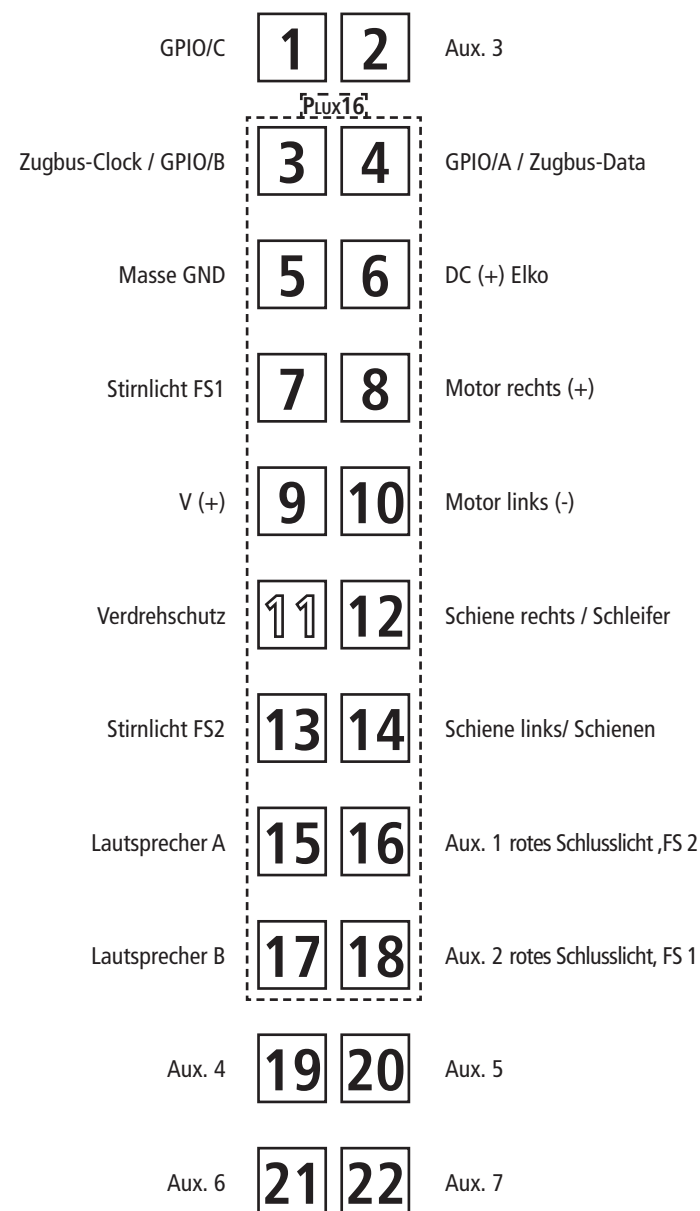 GPIO/C 1 2 Aux. 3
PLUX16
Zugbus-Clock / GPIO/B 3 4 GPIO/A / Zugbus-Data
Masse GND 5 6 DC (+) Elko
Stirnlicht FS1 7 8 Motor rechts (+)
V (+) 9 10 Motor links (-)
Verdrehschutz 11 12 Schiene rechts / Schleifer
Stirnlicht FS2 13 14 Schiene links/ Schienen
Lautsprecher A 15 16 Aux. 1 rotes Schlusslicht ,FS 2
Lautsprecher B 17 18 Aux. 2 rotes Schlusslicht, FS 1
Aux. 4 19 20 Aux. 5
Aux. 6 21 22 Aux. 7